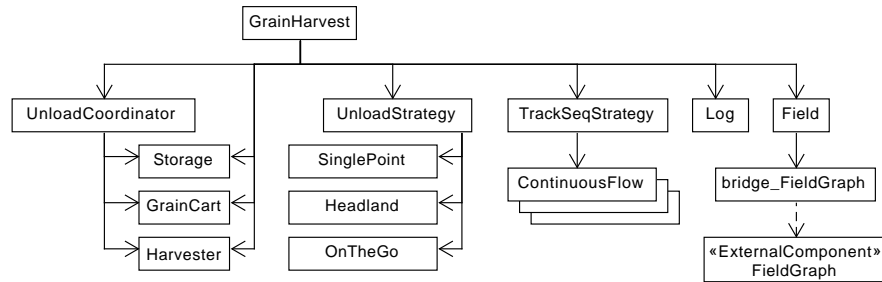 GrainHarvest
UnloadCoordinator
UnloadStrategy
TrackSeqStrategy
Log
Field
Storage
SinglePoint
ContinuousFlow
bridge_FieldGraph
GrainCart
Headland
Harvester
OnTheGo
«ExternalComponent»
FieldGraph